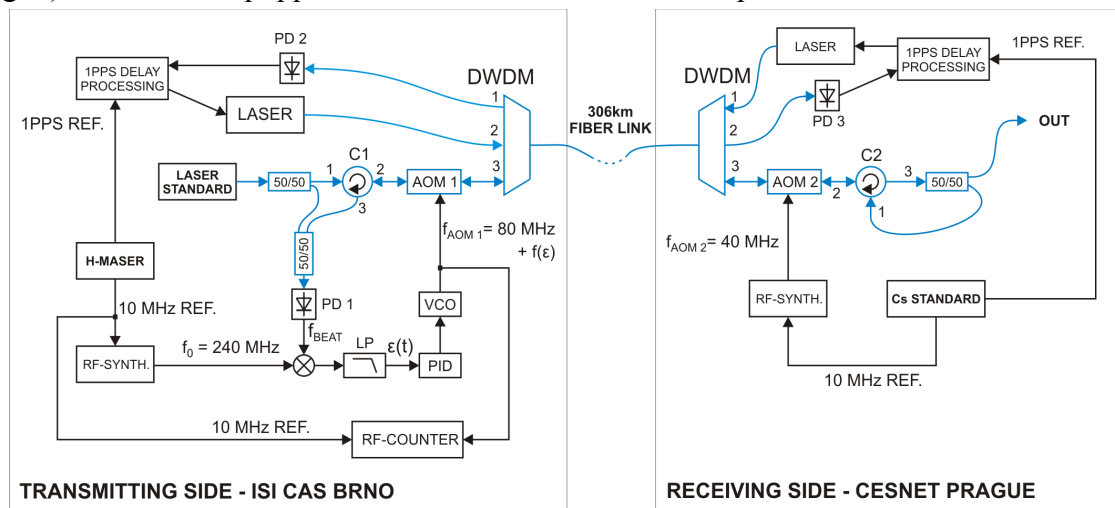 PD 2
1PPS DELAY
PROCESSING
DWDM
1
1PPS REF.
LASER
2
LASER
STANDARD
50/50
1
C1
2
3
AOM 1
3
50/50
f AOM 1 = 80 MHz
+ f(ε)
H-MASER
10 MHz REF.
PD 1
f BEAT
VCO
RF-SYNTH.
f0 = 240 MHz
LP
ε(t)
PID
10 MHz REF.
RF-COUNTER
TRANSMITTING SIDE - ISI CAS BRNO
306km
FIBER LINK
LASER
1PPS DELAY
PROCESSING
1PPS REF.
DWDM
1
2
PD 3
3
OUT
C2
AOM 2
2
3
50/50
1
f AOM 2 = 40 MHz
RF-SYNTH.
Cs STANDARD
10 MHz REF.
RECEIVING SIDE - CESNET PRAGUE